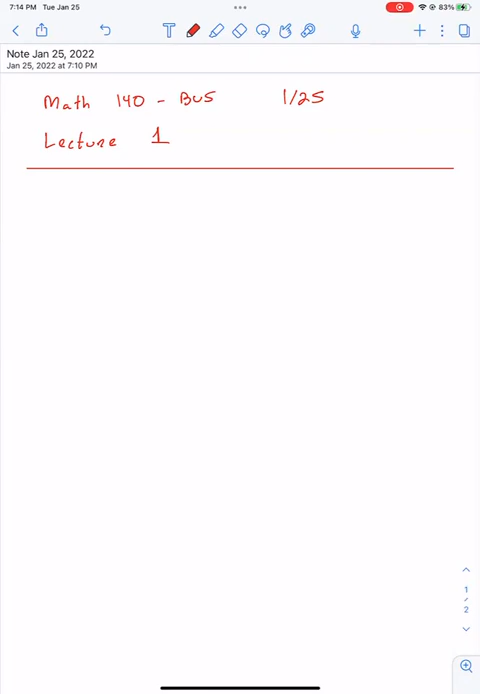 7:14 PM Tue Jan 25 83%
Note Jan 25, 2022
Jan 25, 2022 at 7:10 PM
Math 140 - BUS 1/25
Lecture 1
1
/
2